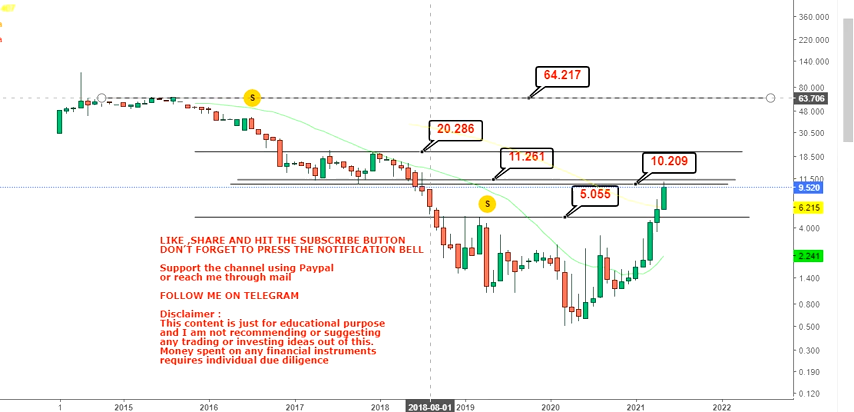 360.000
220.000
140.000
64.217
80.000
S
63.706
48.000
20.286
30.500
11.261
10.209
18.500
11.500
5.055
9.520
S
6.215
4.000
LIKE ,SHARE AND HIT THE SUBSCRIBE BUTTON
DON'T FORGET TO PRESS THE NOTIFICATION BELL
2.241
Support the channel using Paypal
or reach me through mail
1.400
FOLLOW ME ON TELEGRAM
0.800
Disclaimer :
This content is just for educational purpose
and I am not recommending or suggesting
any trading or investing ideas out of this.
Money spent on any financial instruments
requires individual due diligence
0.500
0.300
0.190
0.120
1
2015
2016
2017
2018
2018-08-01
2019
2020
2021
2022